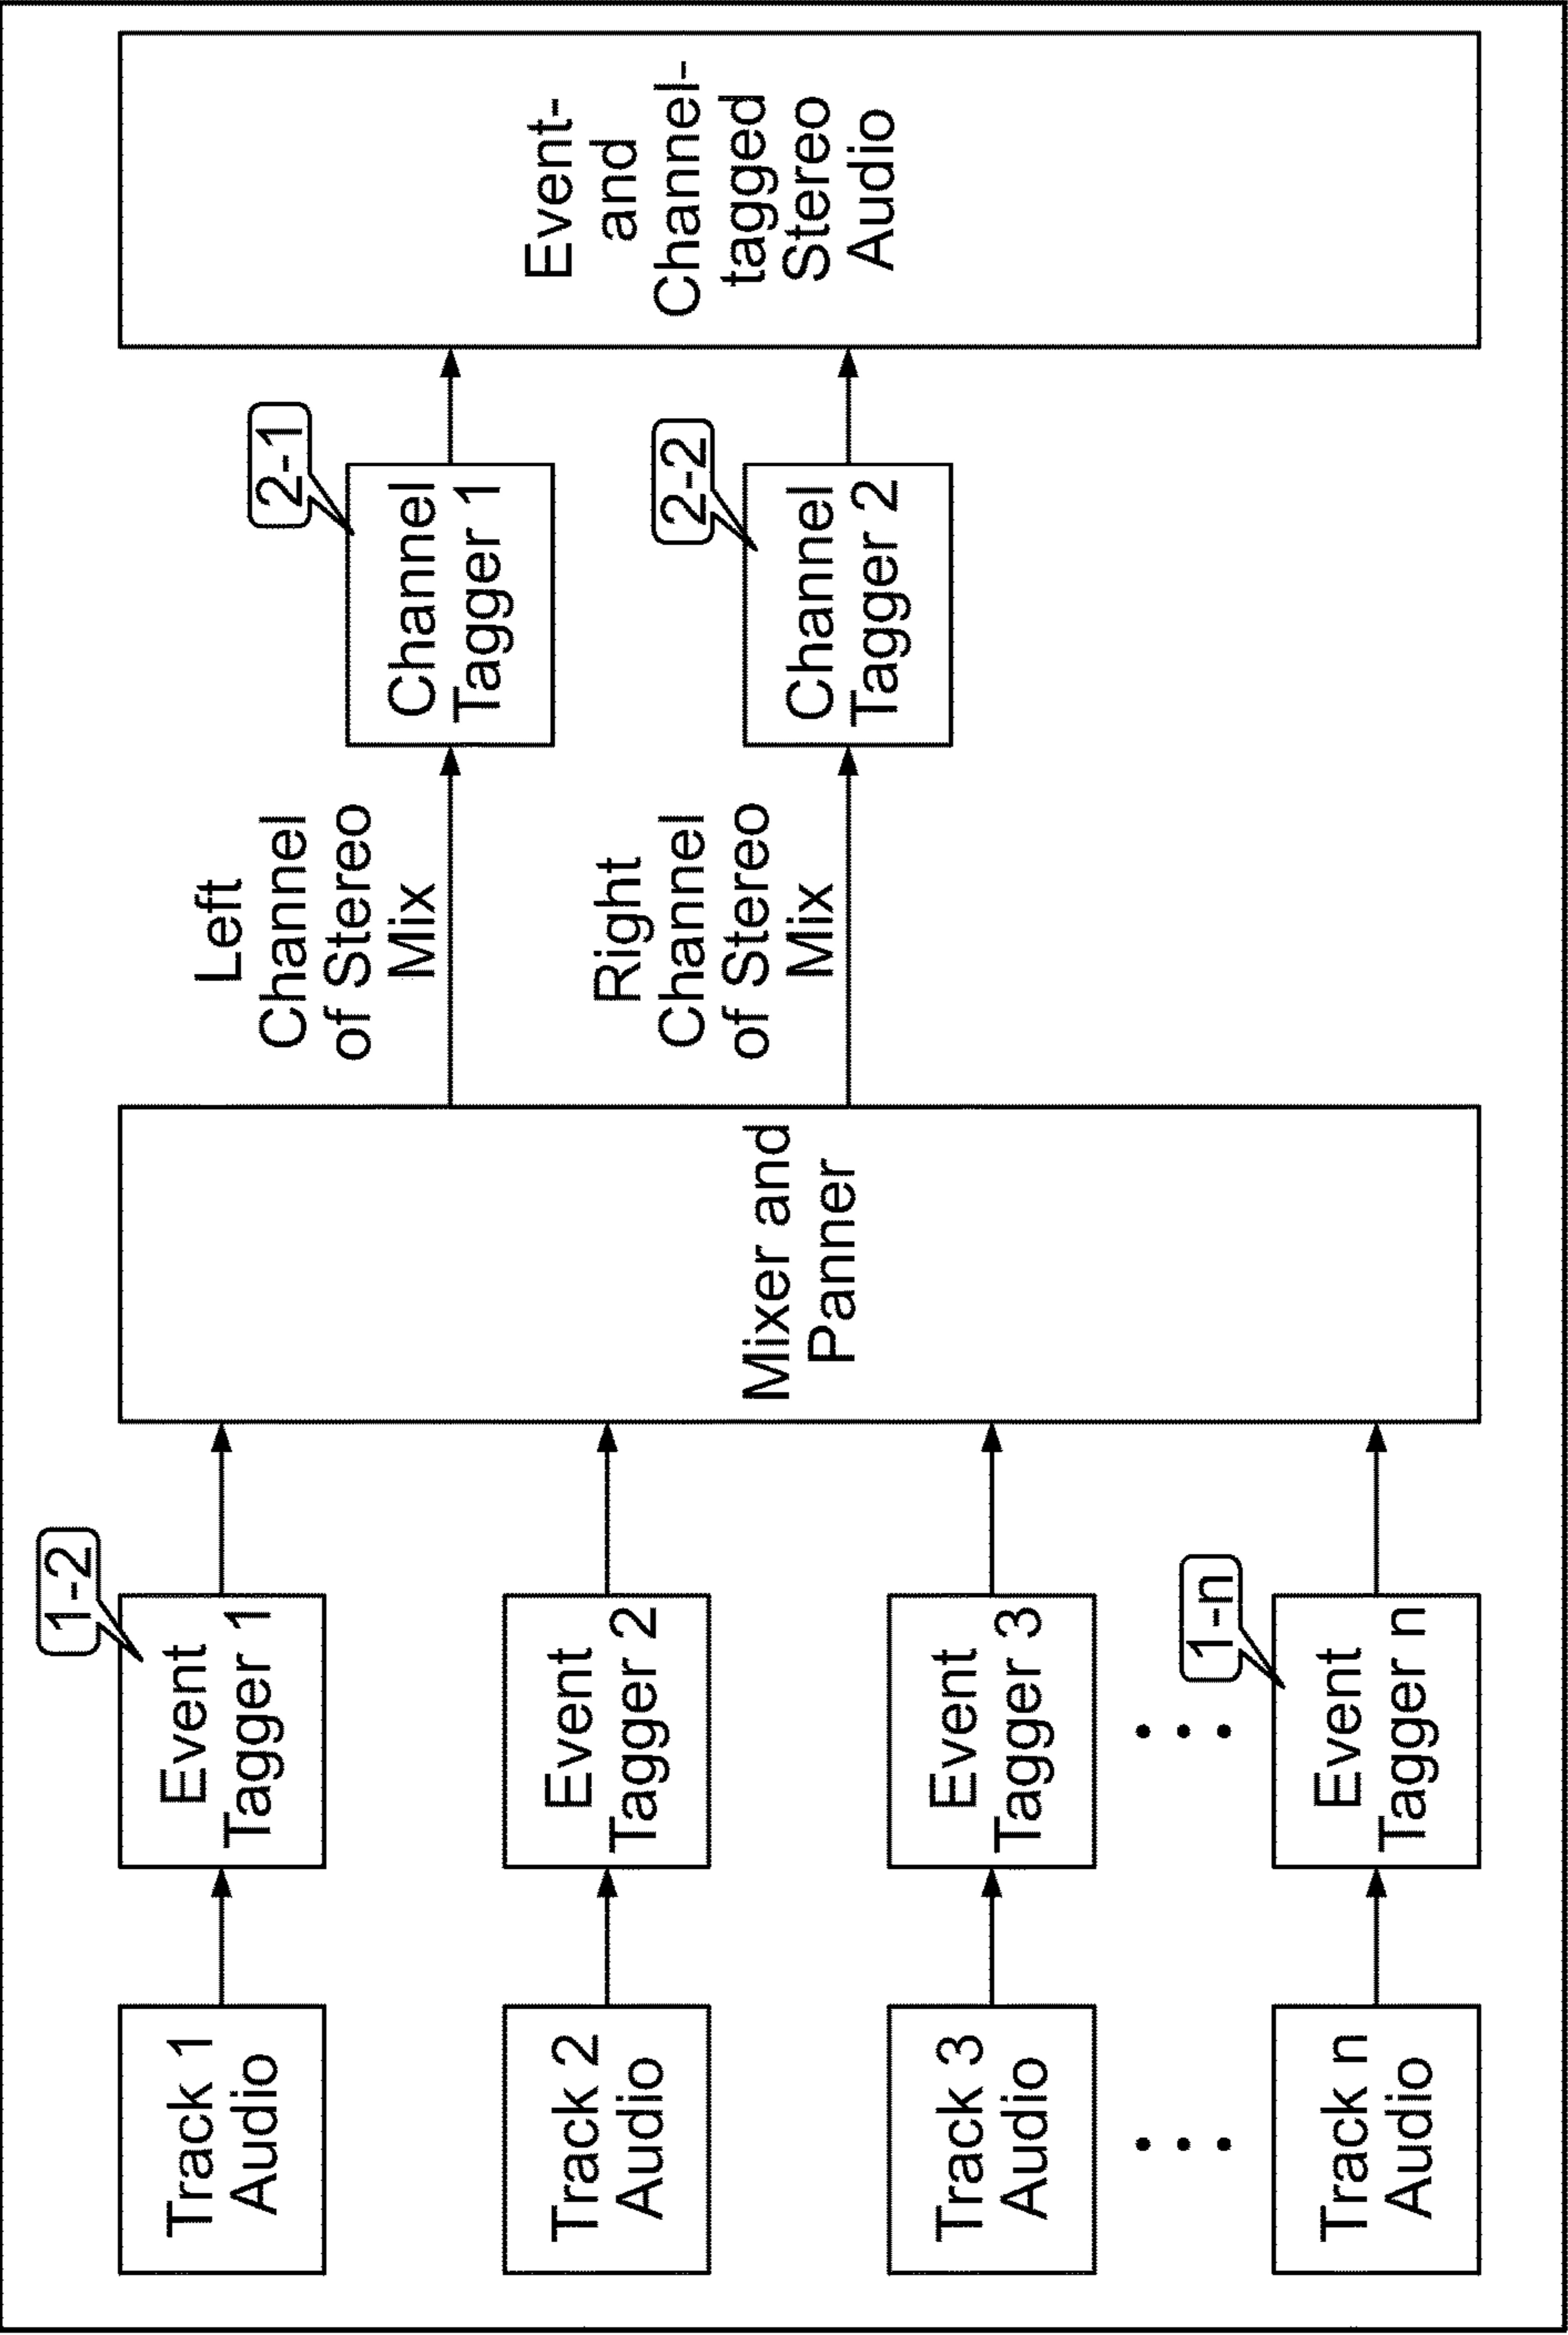 Track 1
Audio
Track 2
Audio
Track 3
Audio
Track n
Audio
1-2
Event
Tagger 1
Event
Tagger 2
Event
Tagger 3
1-n
Event
Tagger n
Mixer and
Panner
Left
Channel
of Stereo
Mix
Right
Channel
of Stereo
Mix
2-1
Channel
Tagger 1
2-2
Channel
Tagger 2
Event-
and
Channel-
tagged
Stereo
Audio